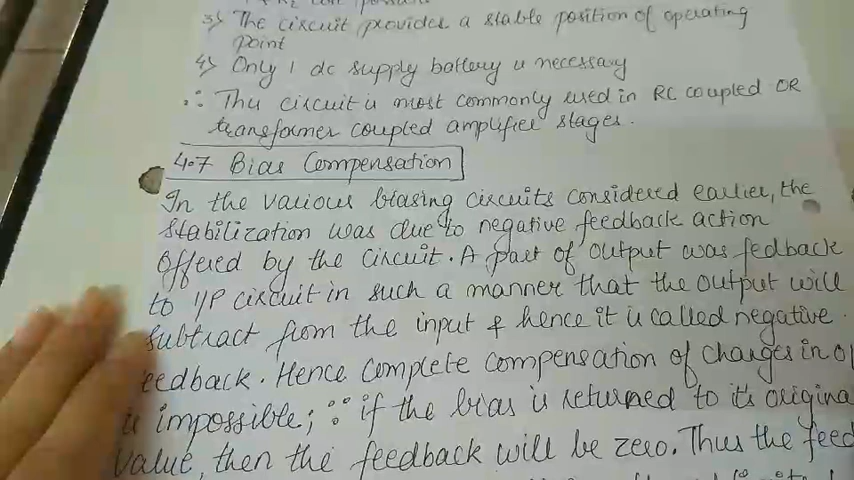 3) The circuit provides a stable position of operating
point
4) Only 1 dc supply battery is necessary
∴ This circuit is most commonly used in RC coupled OR
transformer coupled amplifier stages.
4.7 Bias Compensation
In the various biasing circuits considered earlier, the
stabilization was due to negative feedback action
offered by the circuit. A part of output was fedback
to I/P circuit in such a manner that the output will
subtract from the input & hence it is called negative
eedback. Hence complete compensation of changes in
is impossible; ∵ if the bias is returned to its origina
value, then the feedback will be zero. Thus the feed